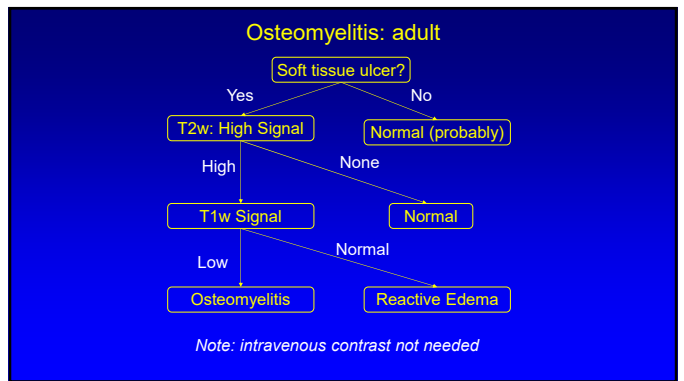 Osteomyelitis: adult
Soft tissue ulcer?
Yes
No
T2w: High Signal
Normal (probably)
High
None
T1w Signal
Normal
Low
Normal
Osteomyelitis
Reactive Edema
Note: intravenous contrast not needed